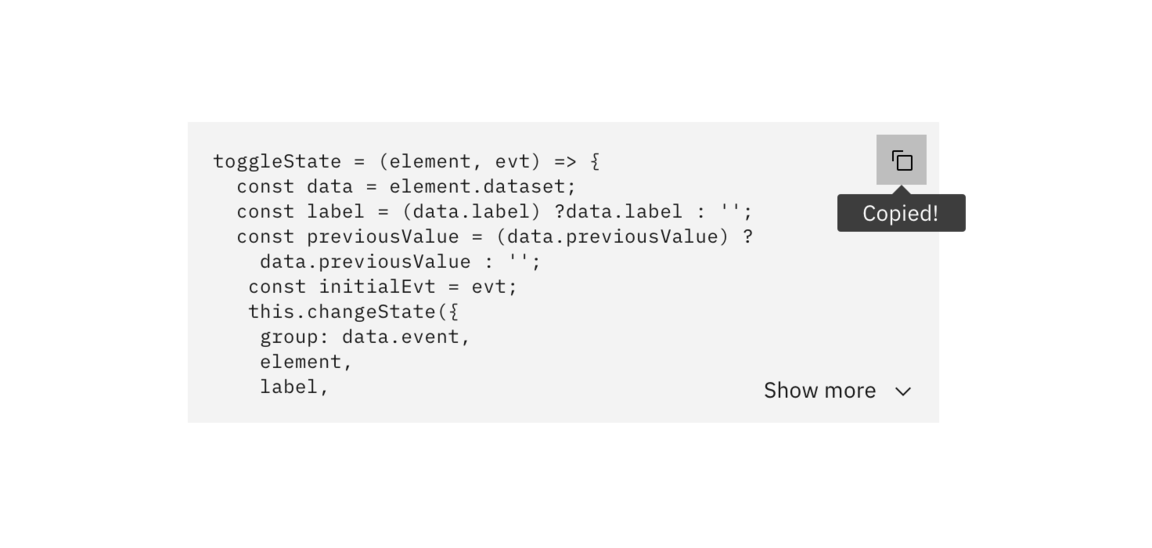 toggleState = (element, evt) => {
  const data = element.dataset;
  const label = (data.label) ?data.label : '';
  const previousValue = (data.previousValue) ?
    data.previousValue : '';
   const initialEvt = evt;
   this.changeState({
    group: data.event,
    element,
    label,
Copied!
Show more